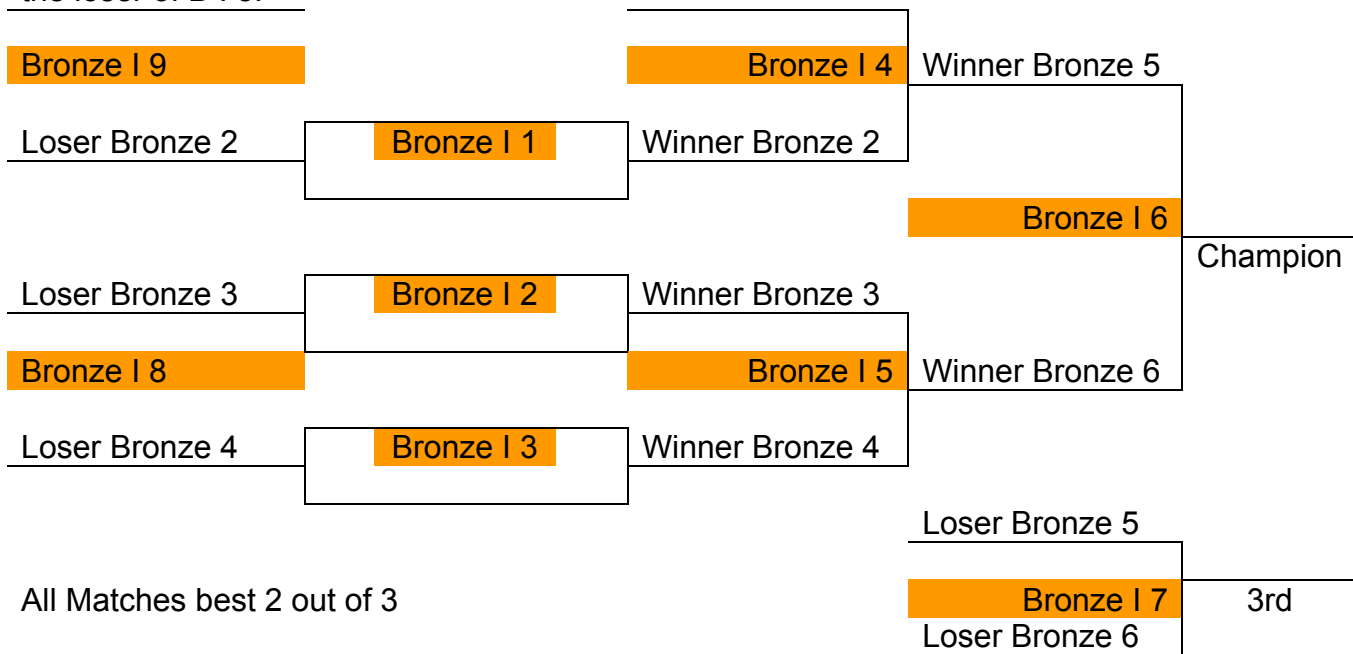 the loser of
Bronze I 9
Bronze I 4
Winner Bronze 5
Loser Bronze 2
Bronze I 1
Winner Bronze 2
Bronze I 6
Champion
Loser Bronze 3
Bronze I 2
Winner Bronze 3
Bronze I 8
Bronze I 5
Winner Bronze 6
Loser Bronze 4
Bronze I 3
Winner Bronze 4
Loser Bronze 5
All Matches best 2 out of 3
Bronze I 7
3rd
Loser Bronze 6